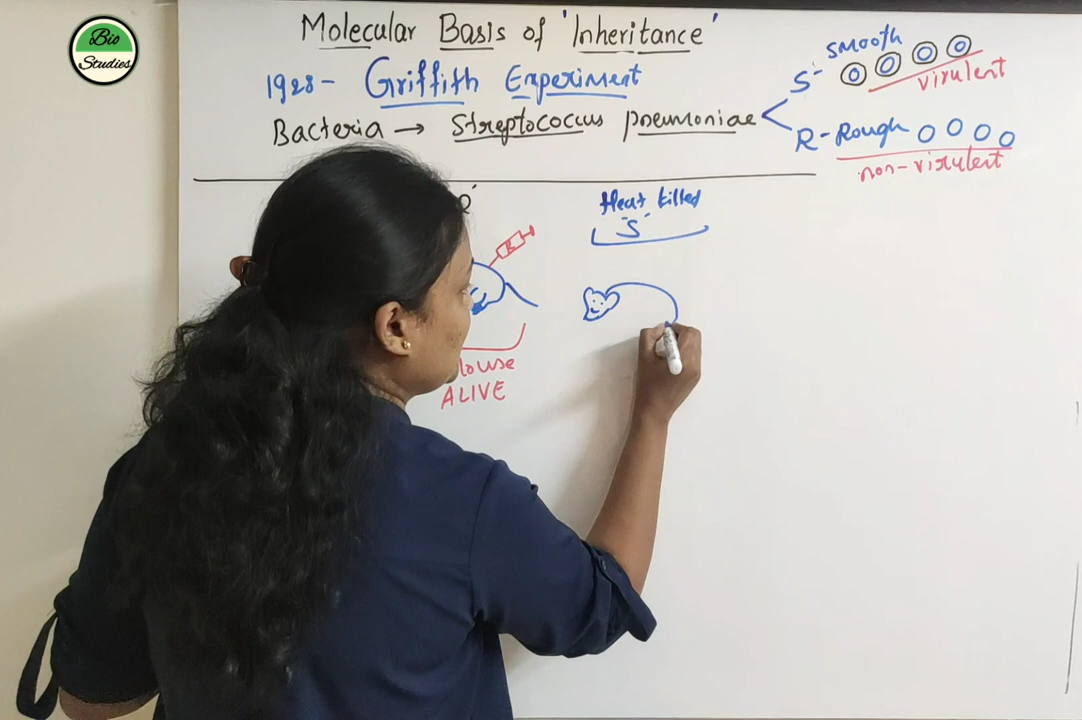 Bio
Studies
Molecular Basis of 'Inheritance'
1928- Griffith Experiment
Bacteria → Streptococcus pneumoniae
S- smooth
virulent
R- Rough
non-virulent
R
Heat killed
"S"
ALIVE